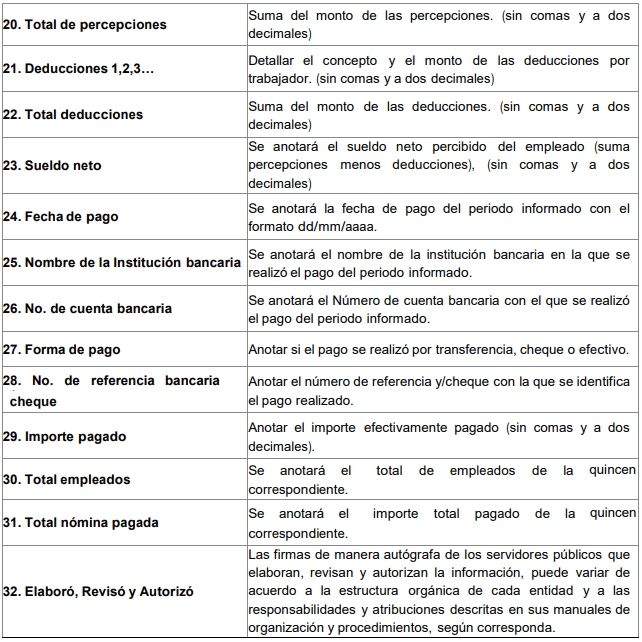 20. Total de percepciones
Suma del monto de las percepciones. (sin comas y a dos
decimales)
21. Deducciones 1,2,3…
Detallar el concepto y el monto de las deducciones por
trabajador. (sin comas y a dos decimales)
22. Total deducciones
Suma del monto de las deducciones. (sin comas y a dos
decimales)
23. Sueldo neto
Se anotará el sueldo neto percibido del empleado (suma
percepciones menos deducciones), (sin comas y a dos
decimales)
24. Fecha de pago
Se anotará la fecha de pago del periodo informado con el
formato dd/mm/aaaa.
25. Nombre de la Institución bancaria
Se anotará el nombre de la institución bancaria en la que se
realizó el pago del periodo informado.
26. No. de cuenta bancaria
Se anotará el Número de cuenta bancaria con el que se realizó
el pago del periodo informado.
27. Forma de pago
Anotar si el pago se realizó por transferencia, cheque o efectivo.
28. No. de referencia bancaria
cheque
Anotar el número de referencia y/cheque con la que se identifica
el pago realizado.
29. Importe pagado
Anotar el importe efectivamente pagado (sin comas y a dos
decimales).
30. Total empleados
Se anotará el total de empleados de la quincen
correspondiente.
31. Total nómina pagada
Se anotará el importe total pagado de la quincen
correspondiente.
32. Elaboró, Revisó y Autorizó
Las firmas de manera autógrafa de los servidores públicos que
elaboran, revisan y autorizan la información, puede variar de
acuerdo a la estructura orgánica de cada entidad y a las
responsabilidades y atribuciones descritas en sus manuales de
organización y procedimientos, según corresponda.